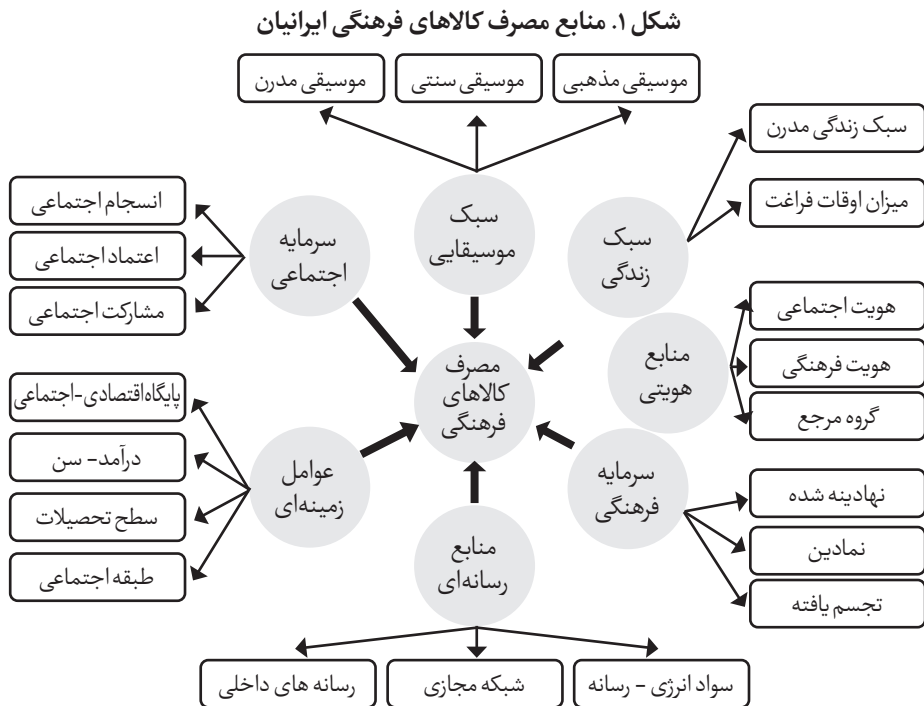 شکل ۱. منابع مصرف کالاهای فرهنگی ایرانیان
موسیقی مذهبی
موسیقی سنتی
موسیقی مدرن
سبک
موسیقایی
سبک
زندگی
سبک زندگی مدرن
میزان اوقات فراغت
منابع
هویتی
هویت اجتماعی
هویت فرهنگی
گروه مرجع
سرمایه
فرهنگی
نهادینه شده
نمادین
تجسم یافته
منابع
رسانه‌ای
سواد انرژی - رسانه
شبکه مجازی
رسانه های داخلی
عوامل
زمینه‌ای
پایگاه اقتصادی-اجتماعی
درآمد- سن
سطح تحصیلات
طبقه اجتماعی
سرمایه
اجتماعی
انسجام اجتماعی
اعتماد اجتماعی
مشارکت اجتماعی
مصرف
کالاهای
فرهنگی